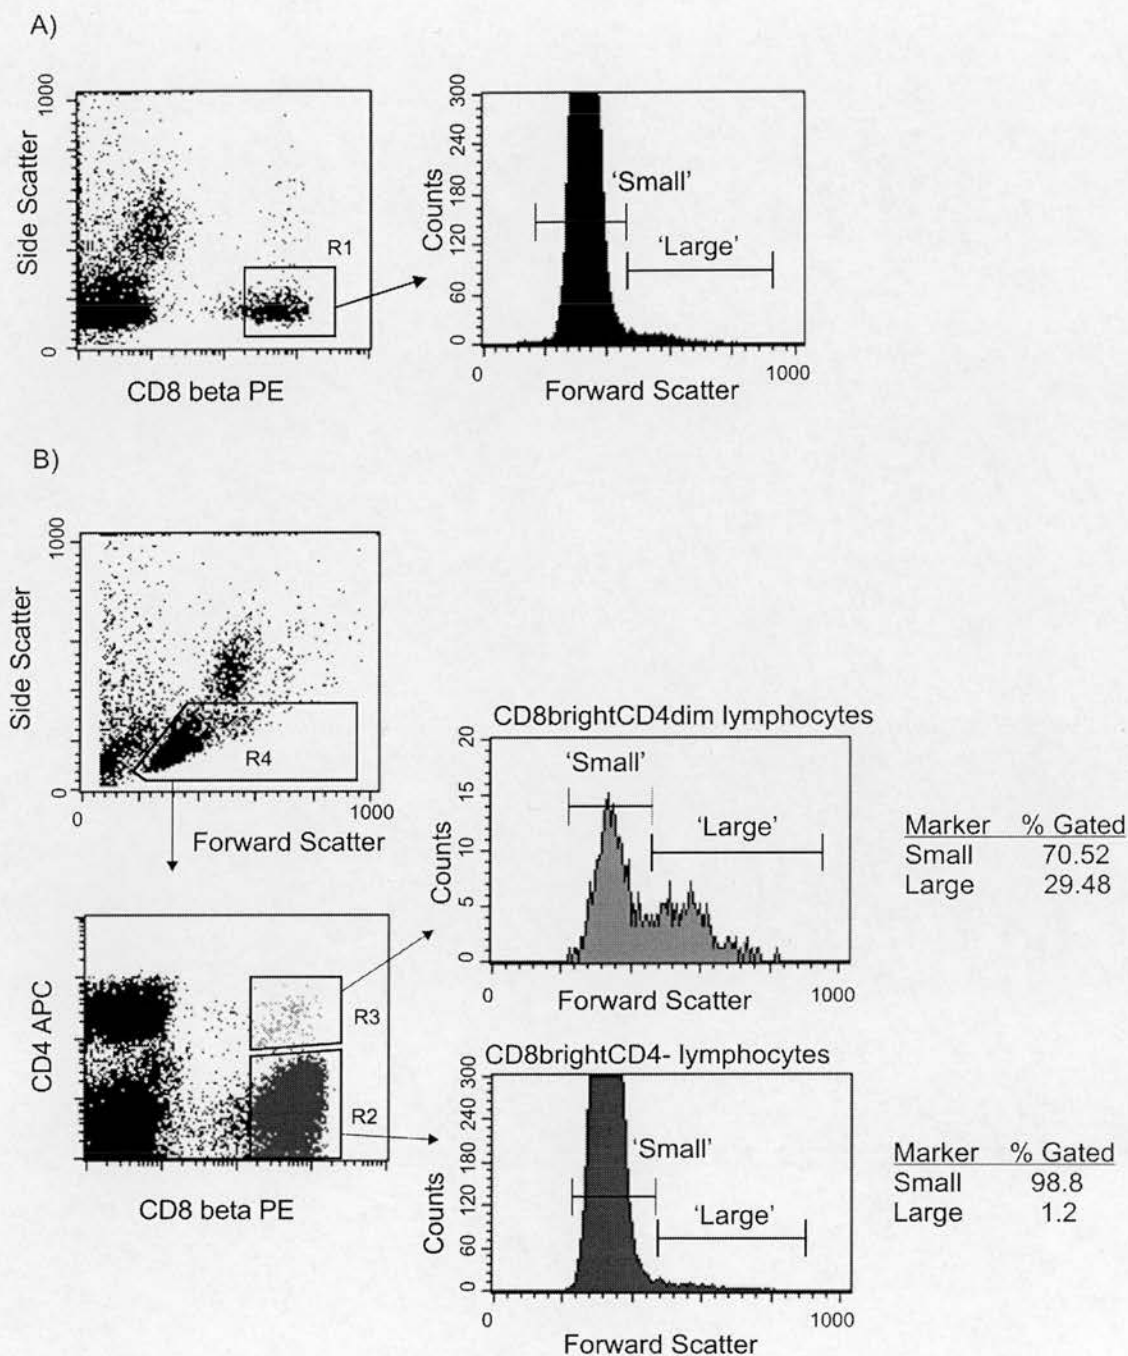 A)
1000
Side Scatter
0
R1
CD8 beta PE
300
240
180
120
60
0
Counts
'Small'
'Large'
0
1000
Forward Scatter
B)
1000
Side Scatter
0
R4
0
1000
Forward Scatter
CD4 APC
R3
R2
CD8 beta PE
CD8brightCD4dim lymphocytes
20
15
10
5
0
Counts
'Small'
'Large'
0
1000
Forward Scatter
Marker % Gated
Small 70.52
Large 29.48
CD8brightCD4- lymphocytes
300
240
180
120
60
0
Counts
'Small'
'Large'
0
1000
Forward Scatter
Marker % Gated
Small 98.8
Large 1.2